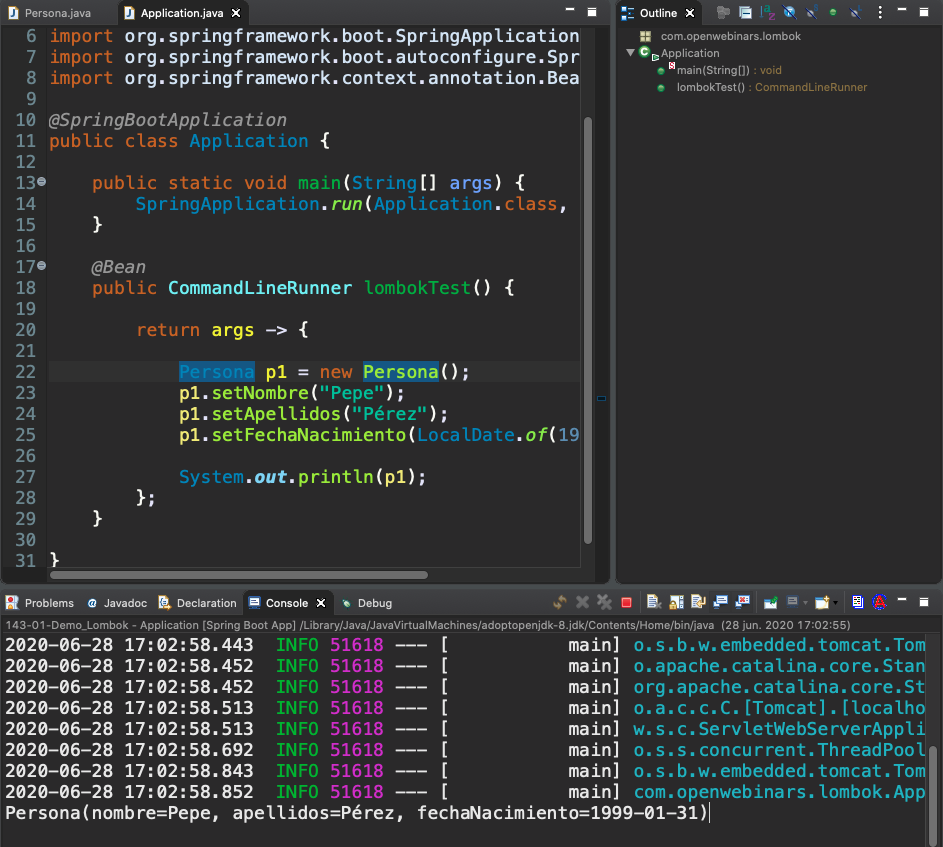 Persona.java Application.java
6 import org.springframework.boot.SpringApplication
7 import org.springframework.boot.autoconfigure.Spr
8 import org.springframework.context.annotation.Bea
9
10 @SpringBootApplication
11 public class Application {
12
13 public static void main(String[] args) {
14 SpringApplication.run(Application.class,
15 }
16
17 @Bean
18 public CommandLineRunner lombokTest() {
19
20 return args -> {
21
22 Persona p1 = new Persona();
23 p1.setNombre("Pepe");
24 p1.setApellidos("Pérez");
25 p1.setFechaNacimiento(LocalDate.of(19
26
27 System.out.println(p1);
28 };
29 }
30
31 }
Outline
com.openwebinars.lombok
Application
main(String[]) : void
lombokTest() : CommandLineRunner
Problems Javadoc Declaration Console Debug
143-01-Demo_Lombok - Application [Spring Boot App] /Library/Java/JavaVirtualMachines/adoptopenjdk-8.jdk/Contents/Home/bin/java (28 jun. 2020 17:02:55)
2020-06-28 17:02:58.443 INFO 51618 --- [ main] o.s.b.w.embedded.tomcat.Tom
2020-06-28 17:02:58.452 INFO 51618 --- [ main] o.apache.catalina.core.Stan
2020-06-28 17:02:58.452 INFO 51618 --- [ main] org.apache.catalina.core.St
2020-06-28 17:02:58.513 INFO 51618 --- [ main] o.a.c.c.C.[Tomcat].[localho
2020-06-28 17:02:58.513 INFO 51618 --- [ main] w.s.c.ServletWebServerAppli
2020-06-28 17:02:58.692 INFO 51618 --- [ main] o.s.s.concurrent.ThreadPool
2020-06-28 17:02:58.843 INFO 51618 --- [ main] o.s.b.w.embedded.tomcat.Tom
2020-06-28 17:02:58.852 INFO 51618 --- [ main] com.openwebinars.lombok.App
Persona(nombre=Pepe, apellidos=Pérez, fechaNacimiento=1999-01-31)